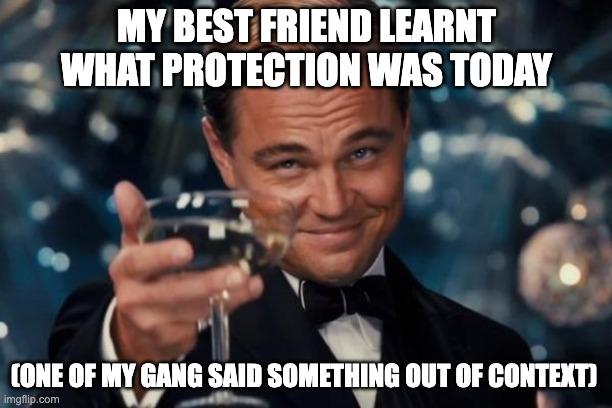 MY BEST FRIEND LEARNT
WHAT PROTECTION WAS TODAY
(ONE OF MY GANG SAID SOMETHING OUT OF CONTEXT)
imgflip.com